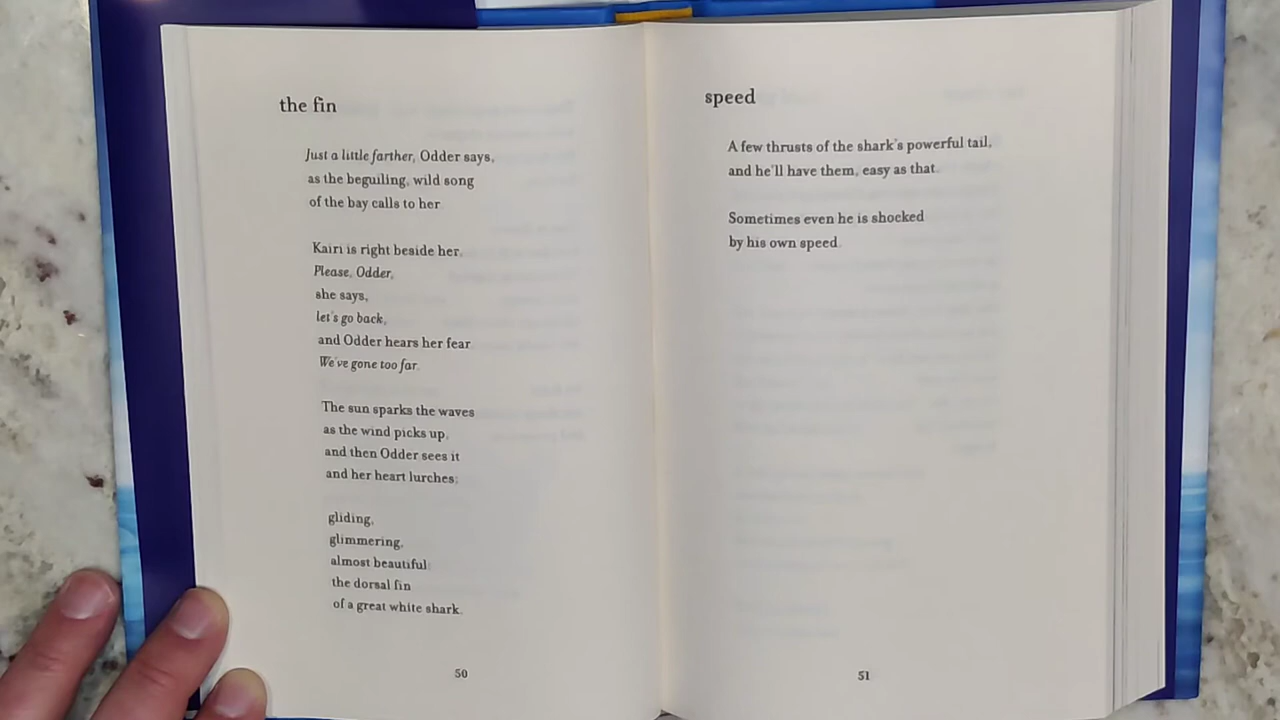 the fin
Just a little farther, Odder says,
as the beguiling, wild song
of the bay calls to her.
Kairi is right beside her.
Please, Odder,
she says,
let's go back,
and Odder hears her fear.
We've gone too far.
The sun sparks the waves
as the wind picks up,
and then Odder sees it
and her heart lurches:
gliding,
glimmering,
almost beautiful:
the dorsal fin
of a great white shark.
50
speed
A few thrusts of the shark's powerful tail,
and he'll have them, easy as that.
Sometimes even he is shocked
by his own speed.
51